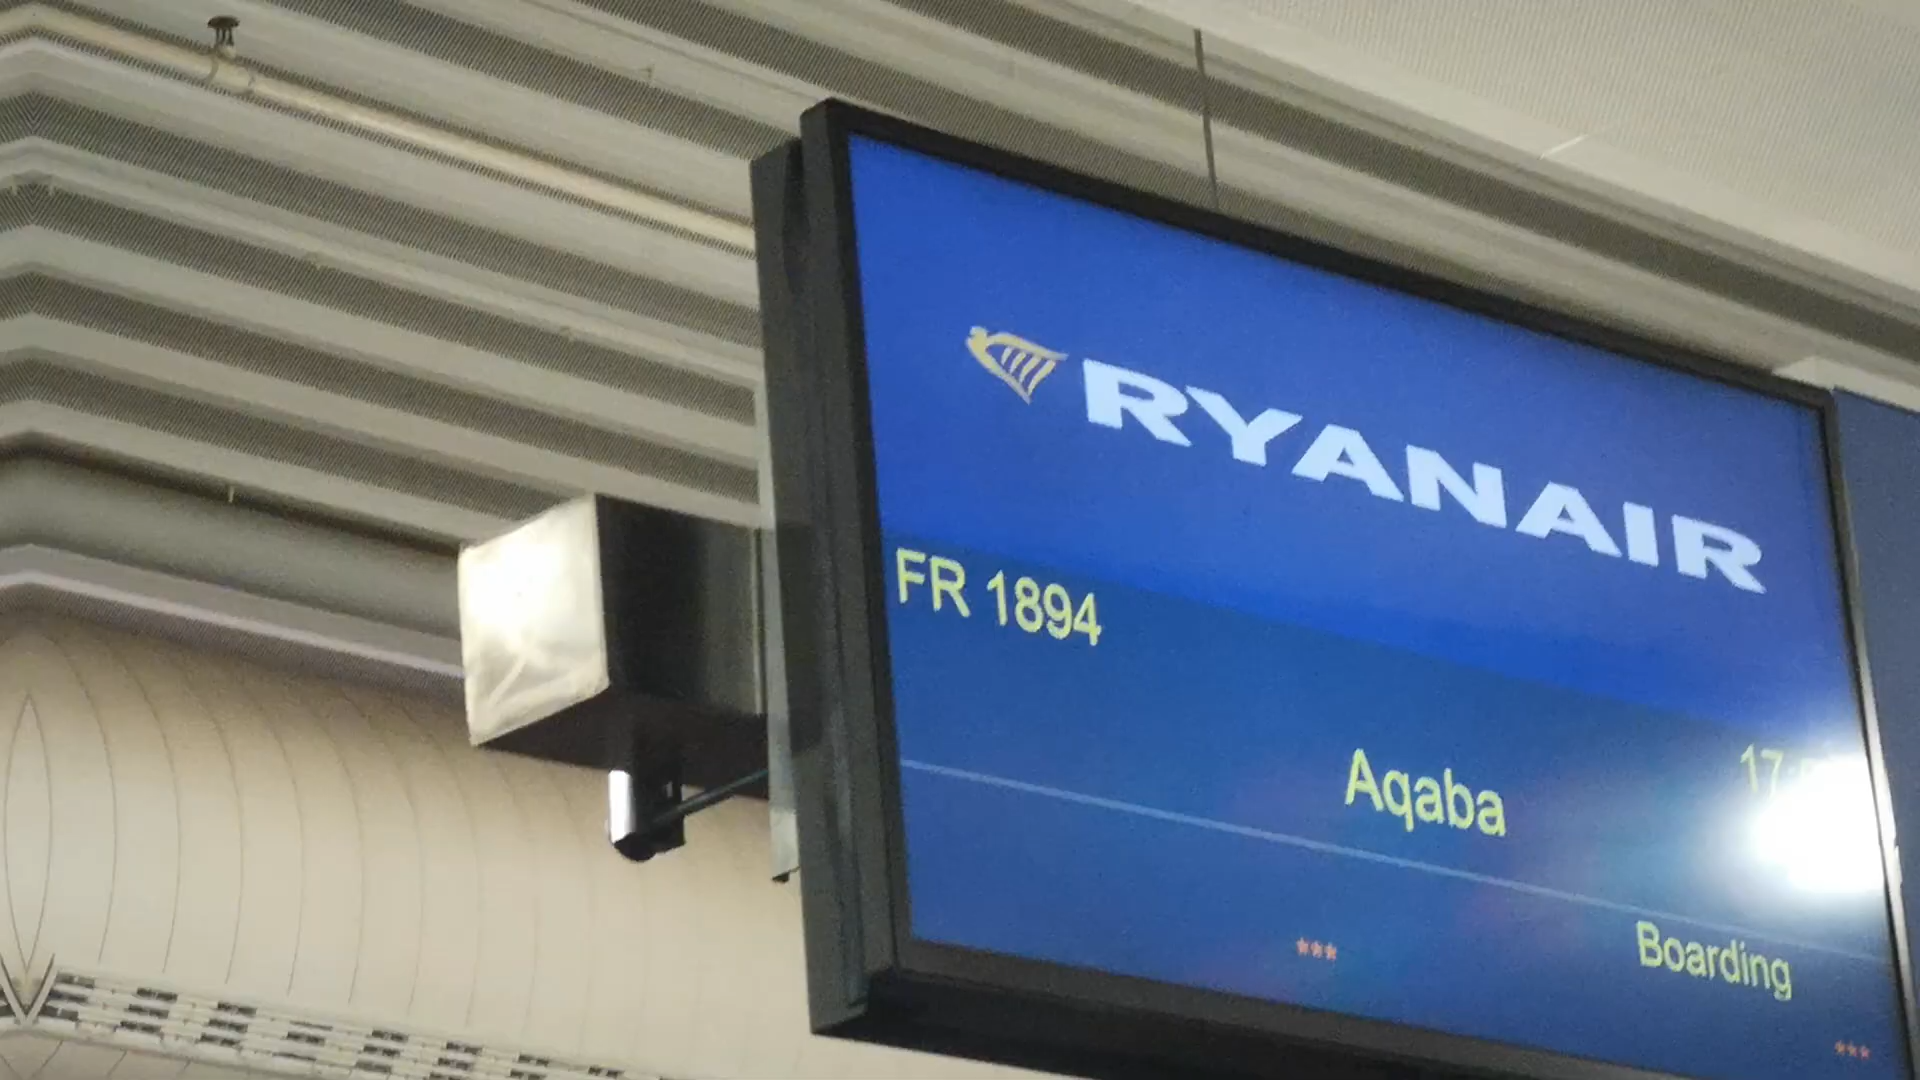 RYANAIR
FR 1894
Aqaba
Boarding
***
***